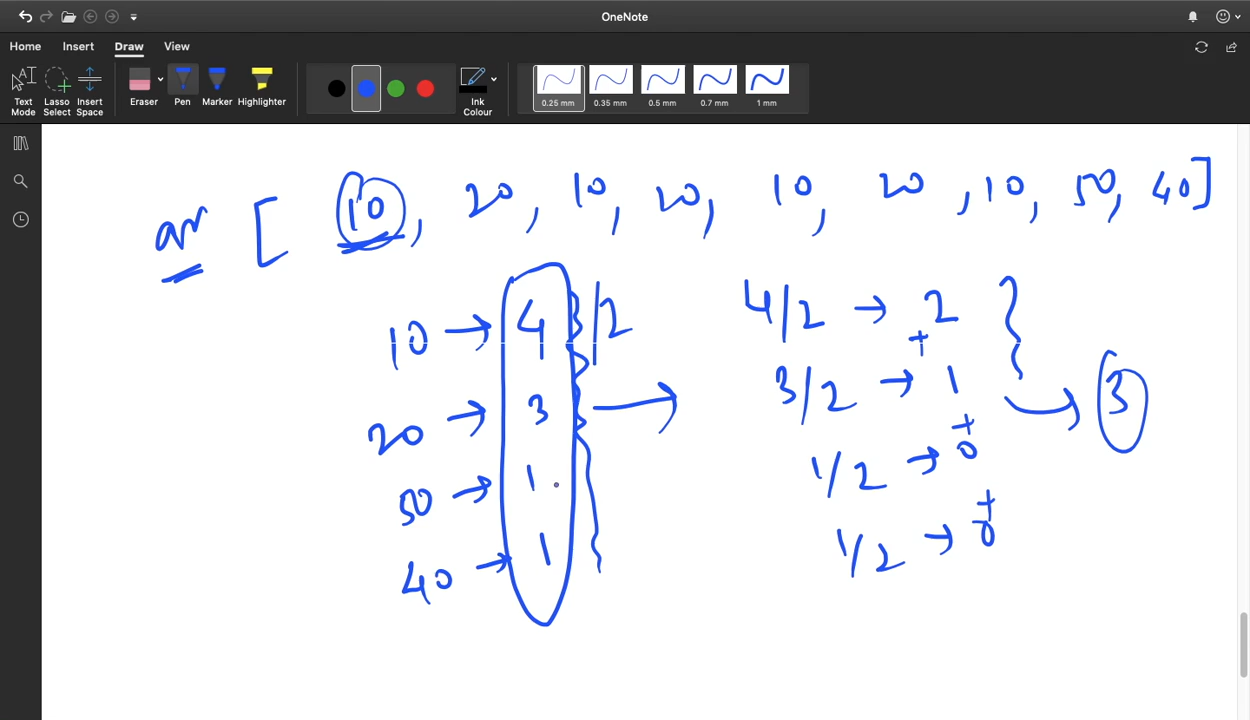 OneNote
Home Insert Draw View
Text Mode
Lasso Select
Insert Space
Eraser
Pen
Marker
Highlighter
Ink Colour
0.25 mm
0.35 mm
0.5 mm
0.7 mm
1 mm
ar [ 10, 20, 10, 20, 10, 20, 10, 50, 40]
10 → 4 /2
20 → 3 →
50 → 1
40 → 1
4/2 → 2
+
3/2 → 1
+
1/2 → 0
+
1/2 → 0
} → 3